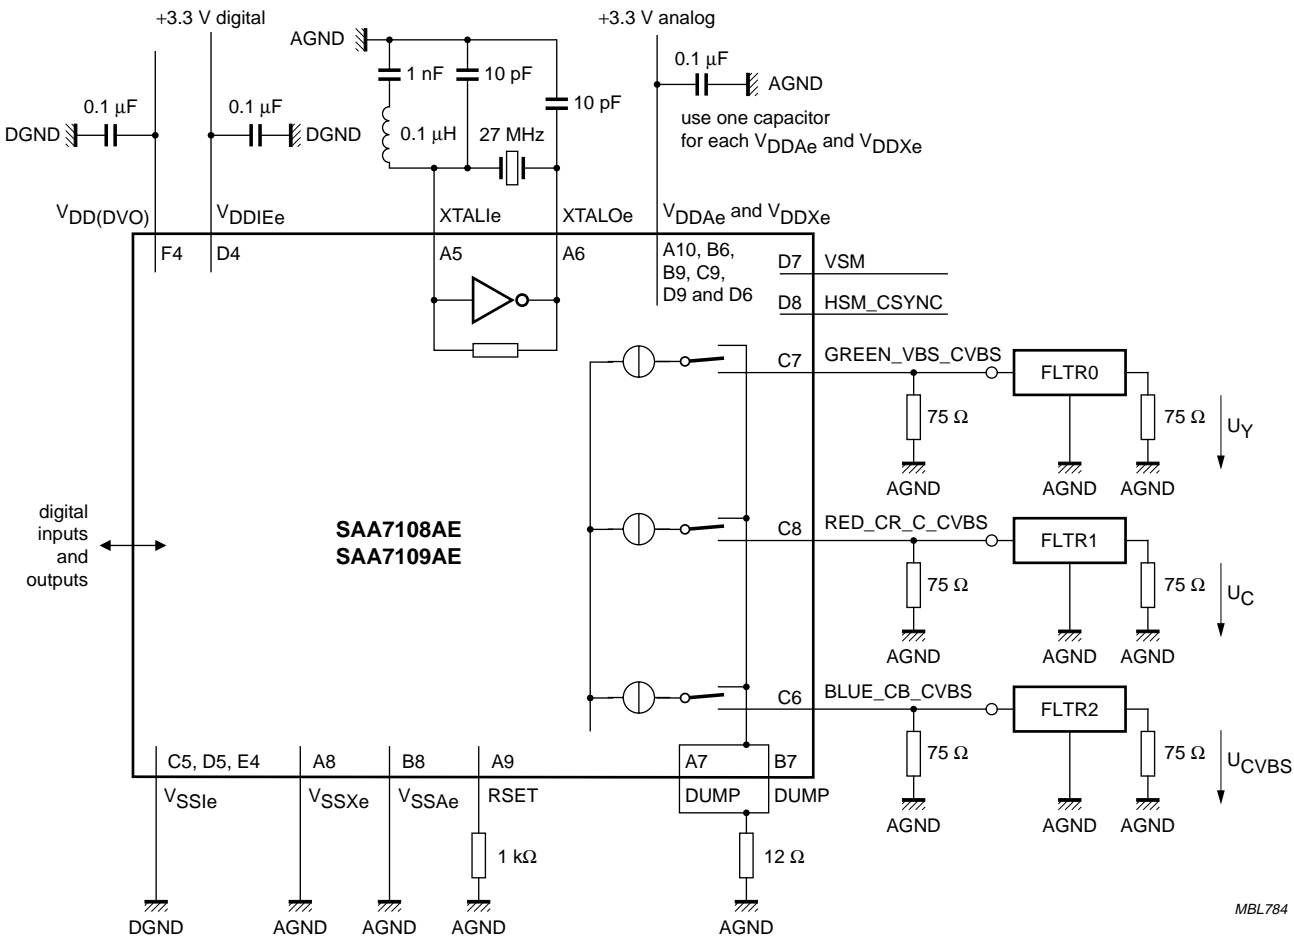 +3.3 V digital
+3.3 V analog
AGND
1 nF
10 pF
10 pF
0.1 μF
AGND
use one capacitor
for each VDDAe and VDDXe
0.1 μF
0.1 μF
DGND
DGND
0.1 μH
27 MHz
VDD(DVO)
VDDIEe
XTALIe
XTALOe
VDDAe and VDDXe
F4
D4
A5
A6
A10, B6,
B9, C9,
D9 and D6
D7
VSM
D8
HSM_CSYNC
C7
GREEN_VBS_CVBS
FLTR0
75 Ω
75 Ω
UY
AGND
AGND
AGND
digital
inputs
and
outputs
SAA7108AE
SAA7109AE
C8
RED_CR_C_CVBS
FLTR1
75 Ω
75 Ω
UC
AGND
AGND
AGND
C6
BLUE_CB_CVBS
FLTR2
75 Ω
75 Ω
UCVBS
AGND
AGND
AGND
C5, D5, E4
A8
B8
A9
A7
B7
VSSIe
VSSXe
VSSAe
RSET
DUMP
DUMP
1 kΩ
12 Ω
DGND
AGND
AGND
AGND
AGND
MBL784